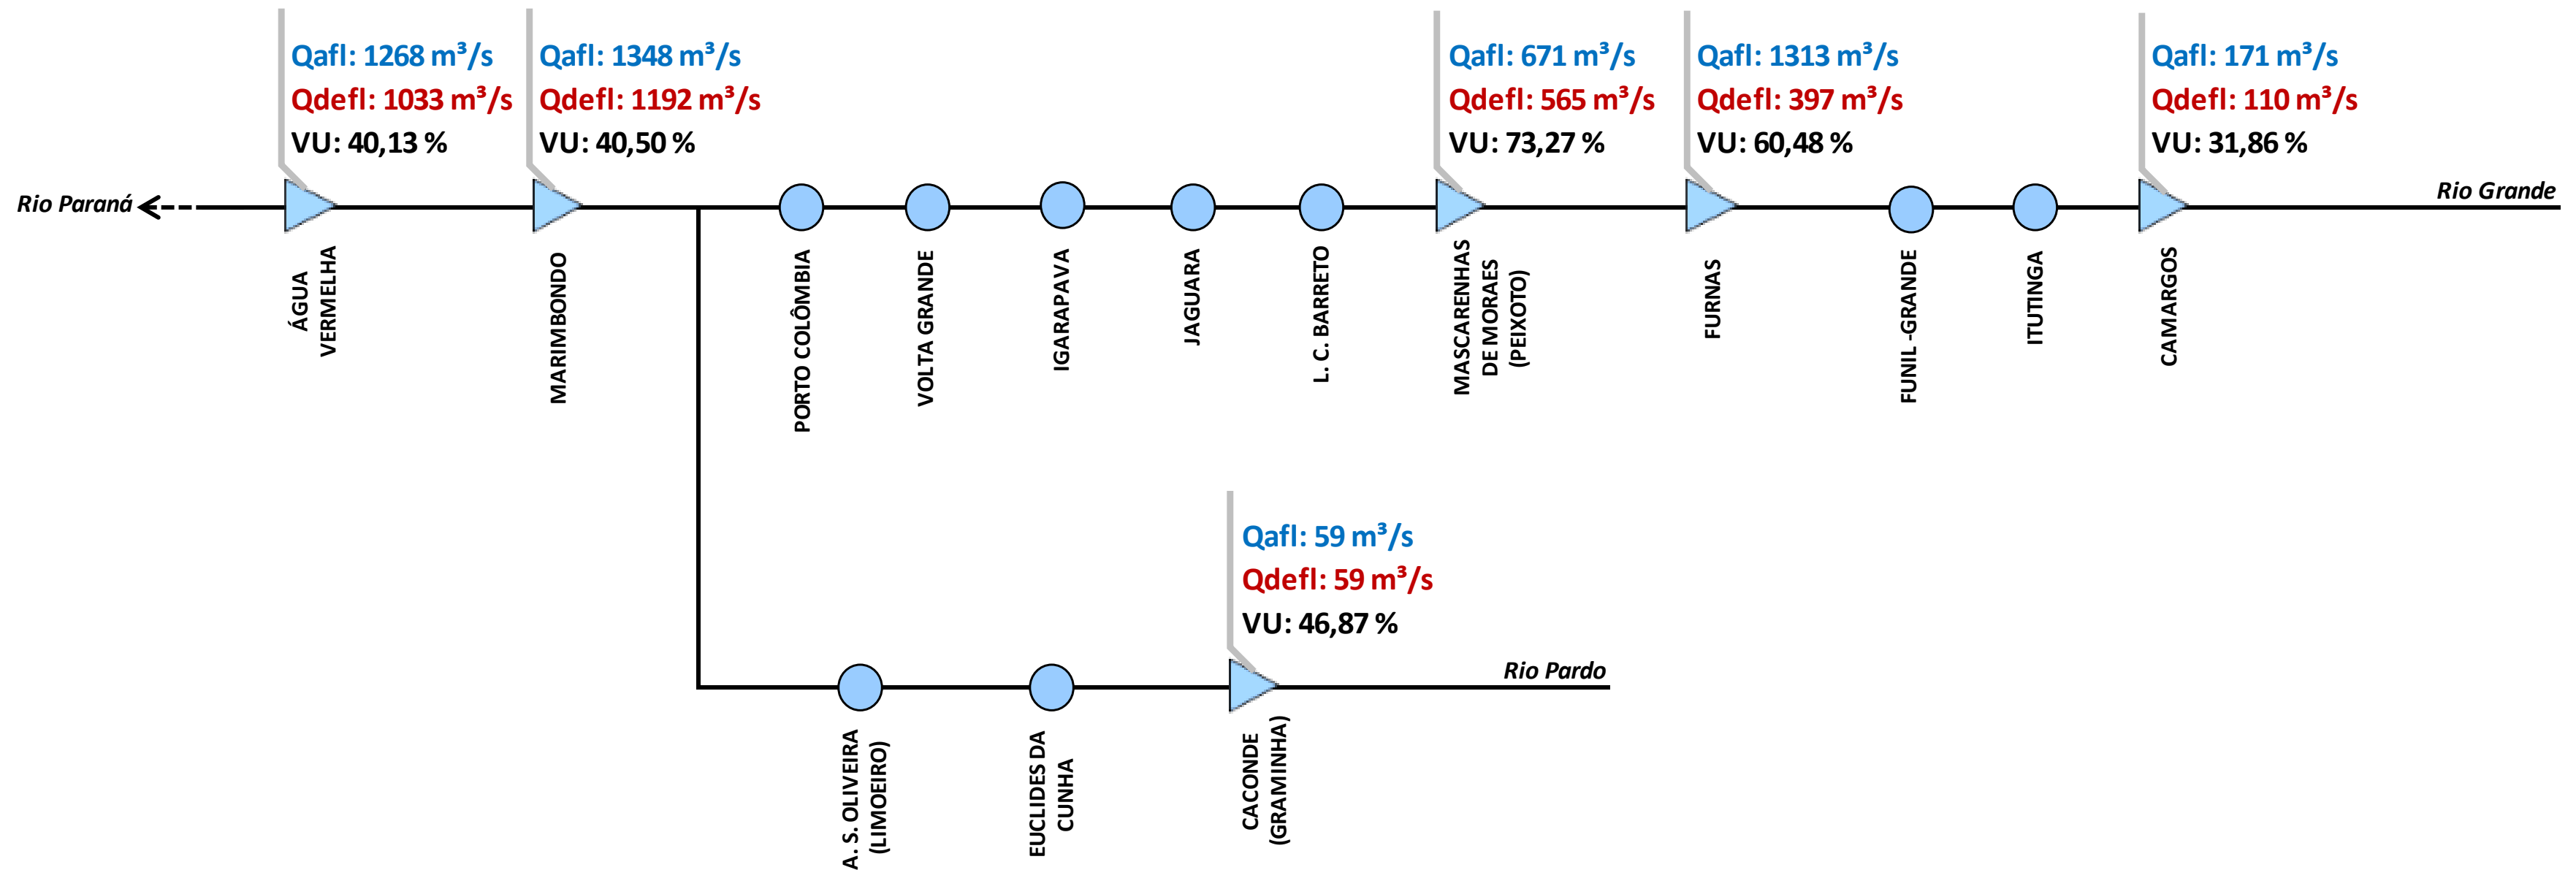 Qafl: 1268 m³/s
Qdefl: 1033 m³/s
VU: 40,13 %
Qafl: 1348 m³/s
Qdefl: 1192 m³/s
VU: 40,50 %
Qafl: 671 m³/s
Qdefl: 565 m³/s
VU: 73,27 %
Qafl: 1313 m³/s
Qdefl: 397 m³/s
VU: 60,48 %
Qafl: 171 m³/s
Qdefl: 110 m³/s
VU: 31,86 %
Rio Paraná
Rio Grande
ÁGUA
VERMELHA
MARIMBONDO
PORTO COLÔMBIA
VOLTA GRANDE
IGARAPAVA
JAGUARA
L. C. BARRETO
MASCARENHAS
DE MORAES
(PEIXOTO)
FURNAS
FUNIL -GRANDE
ITUTINGA
CAMARGOS
Qafl: 59 m³/s
Qdefl: 59 m³/s
VU: 46,87 %
Rio Pardo
A. S. OLIVEIRA
(LIMOEIRO)
EUCLIDES DA
CUNHA
CACONDE
(GRAMINHA)